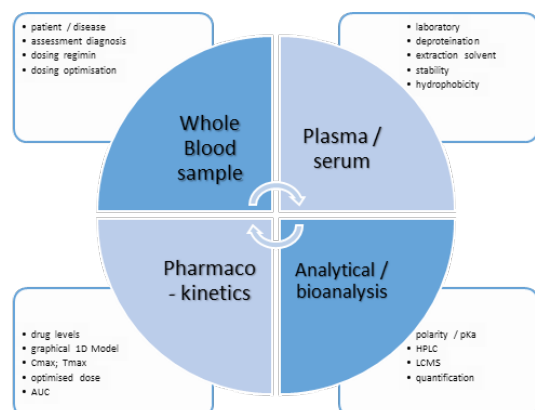 • patient / disease
• assessment diagnosis
• dosing regimin
• dosing optimisation
• laboratory
• deproteination
• extraction solvent
• stability
• hydrophobicity
Whole
Blood
sample
Plasma /
serum
Pharmaco
- kinetics
Analytical /
bioanalysis
• drug levels
• graphical 1D Model
• Cmax; Tmax
• optimised dose
• AUC
polarity / pKa
• HPLC
• LCMS
• quantification